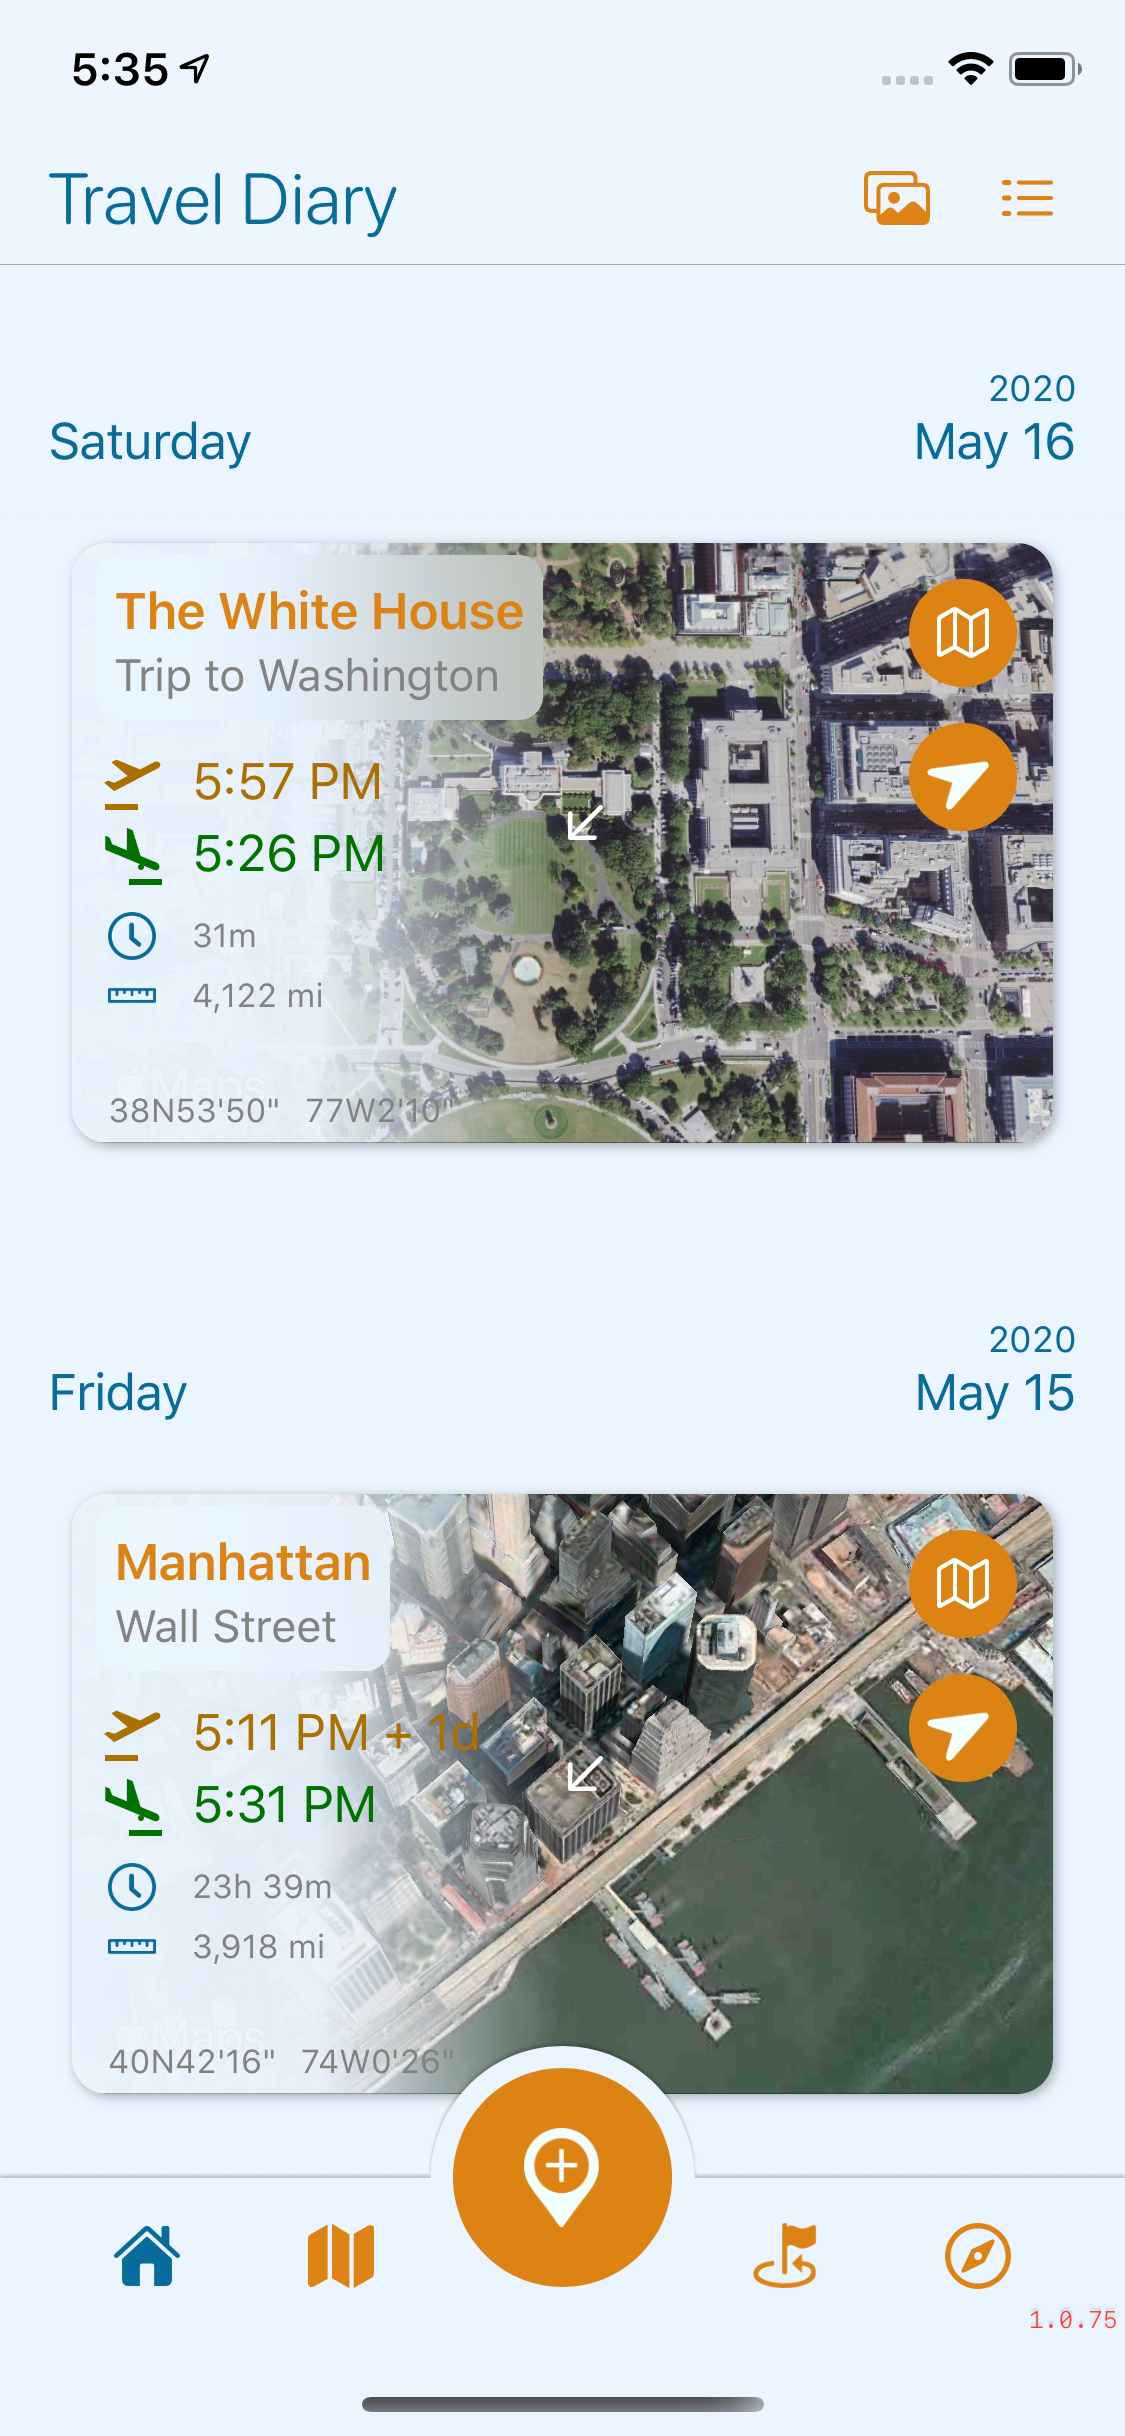 5:35
Travel Diary
2020
Saturday May 16
The White House
Trip to Washington
5:57 PM
5:26 PM
31m
4,122 mi
Maps
38N53'50" 77W2'10"
2020
Friday May 15
Manhattan
Wall Street
5:11 PM + 1d
5:31 PM
23h 39m
3,918 mi
Maps
40N42'16" 74W0'26"
1.0.75